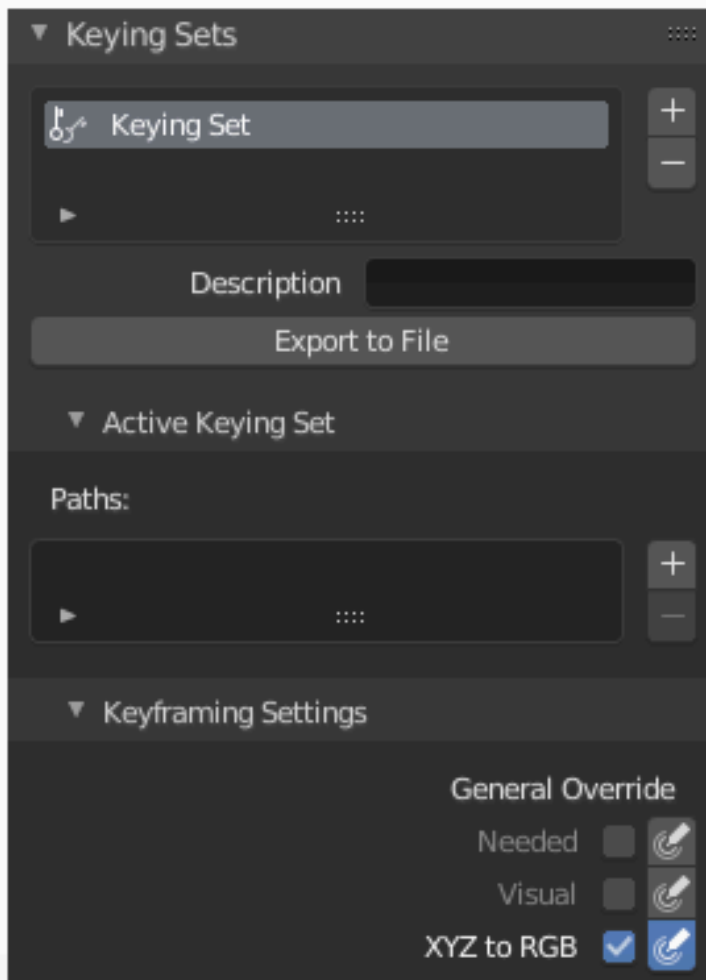 Keying Sets
Keying Set
Description
Export to File
Active Keying Set
Paths:
Keyframing Settings
General Override
Needed
Visual
XYZ to RGB